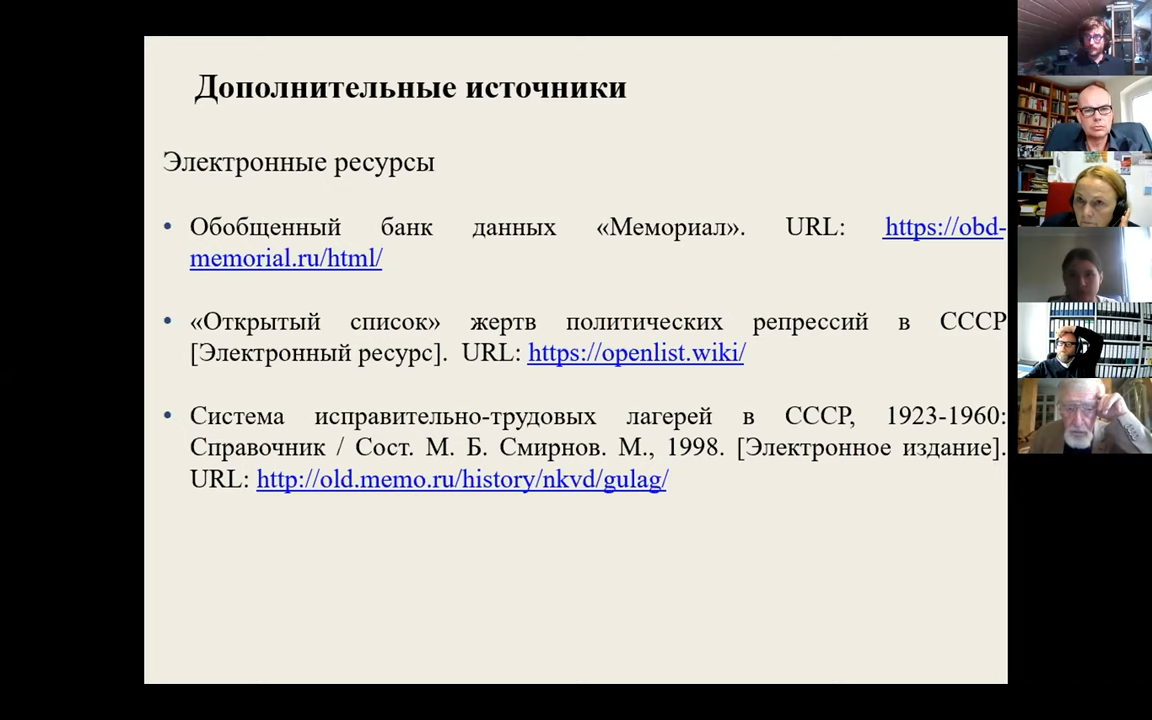 Дополнительные источники
Электронные ресурсы
• Обобщенный банк данных «Мемориал». URL: https://obd-
memorial.ru/html/
• «Открытый список» жертв политических репрессий в СССР
[Электронный ресурс]. URL: https://openlist.wiki/
• Система исправительно-трудовых лагерей в СССР, 1923-1960:
Справочник / Сост. М. Б. Смирнов. М., 1998. [Электронное издание].
URL: http://old.memo.ru/history/nkvd/gulag/